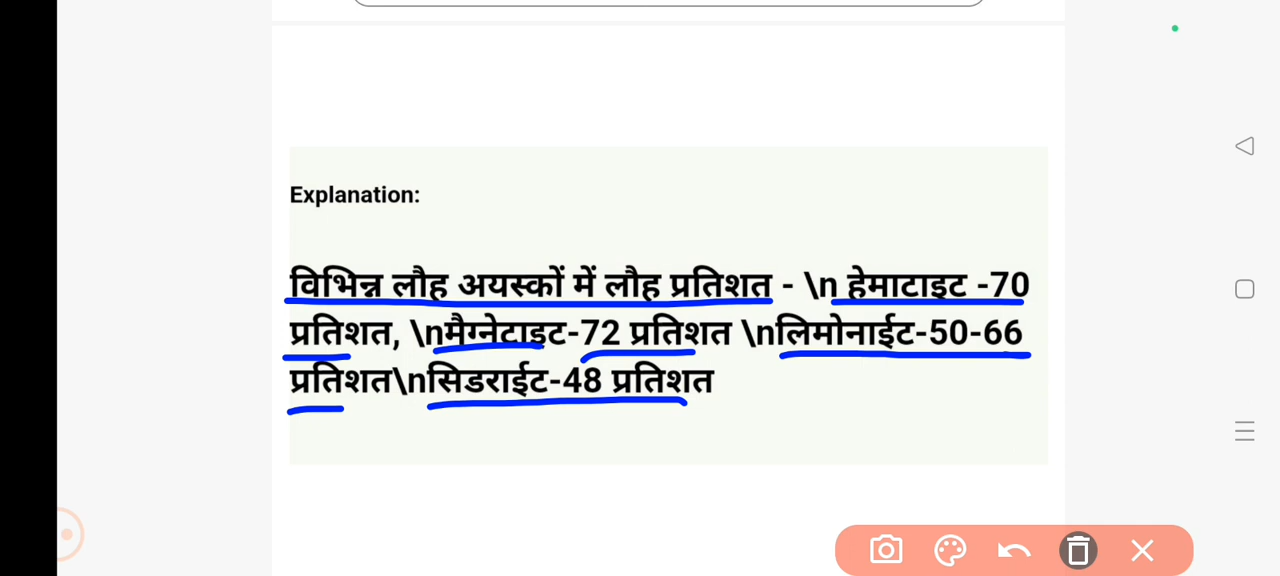 Explanation:
विभिन्न लौह अयस्कों में लौह प्रतिशत - \n हेमाटाइट -70
प्रतिशत, \nमैग्नेटाइट-72 प्रतिशत \nलिमोनाईट-50-66
प्रतिशत\nसिडराईट-48 प्रतिशत